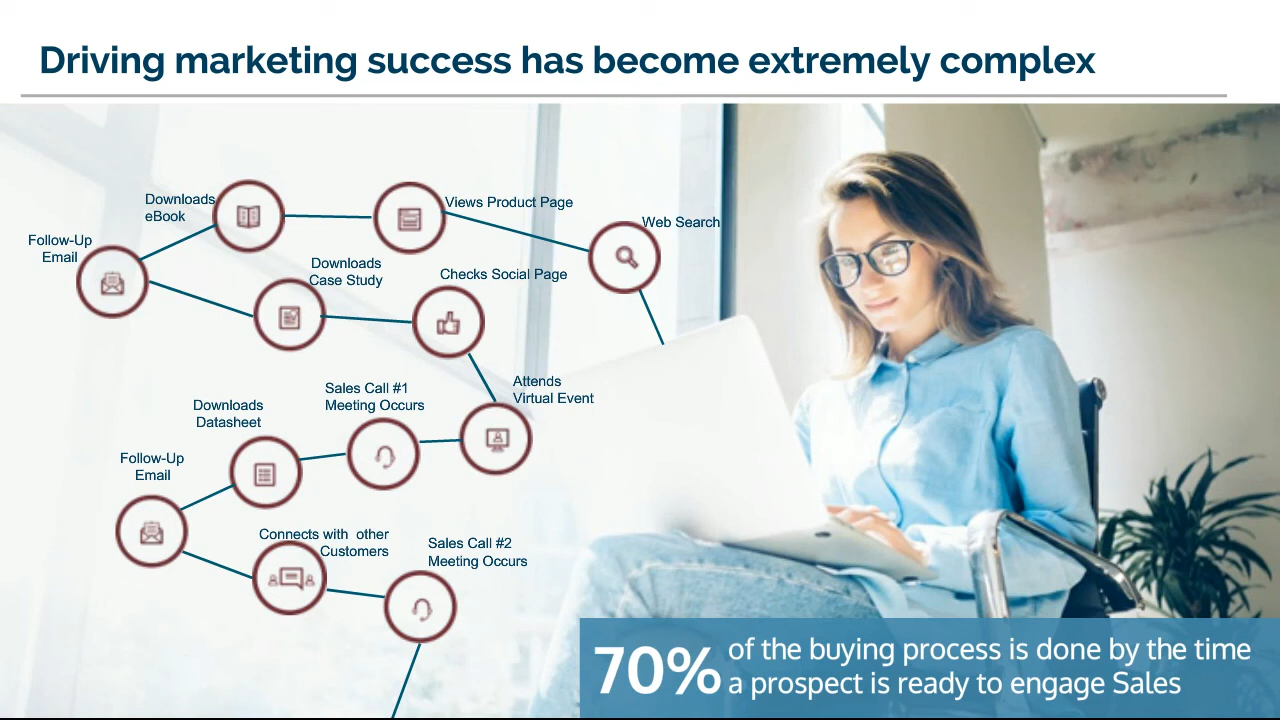 Driving marketing success has become extremely complex
Downloads
eBook
Views Product Page
Web Search
Follow-Up
Email
Downloads
Case Study
Checks Social Page
Attends
Virtual Event
Sales Call #1
Meeting Occurs
Downloads
Datasheet
Follow-Up
Email
Connects with  other
Customers
Sales Call #2
Meeting Occurs
70% of the buying process is done by the time
a prospect is ready to engage Sales